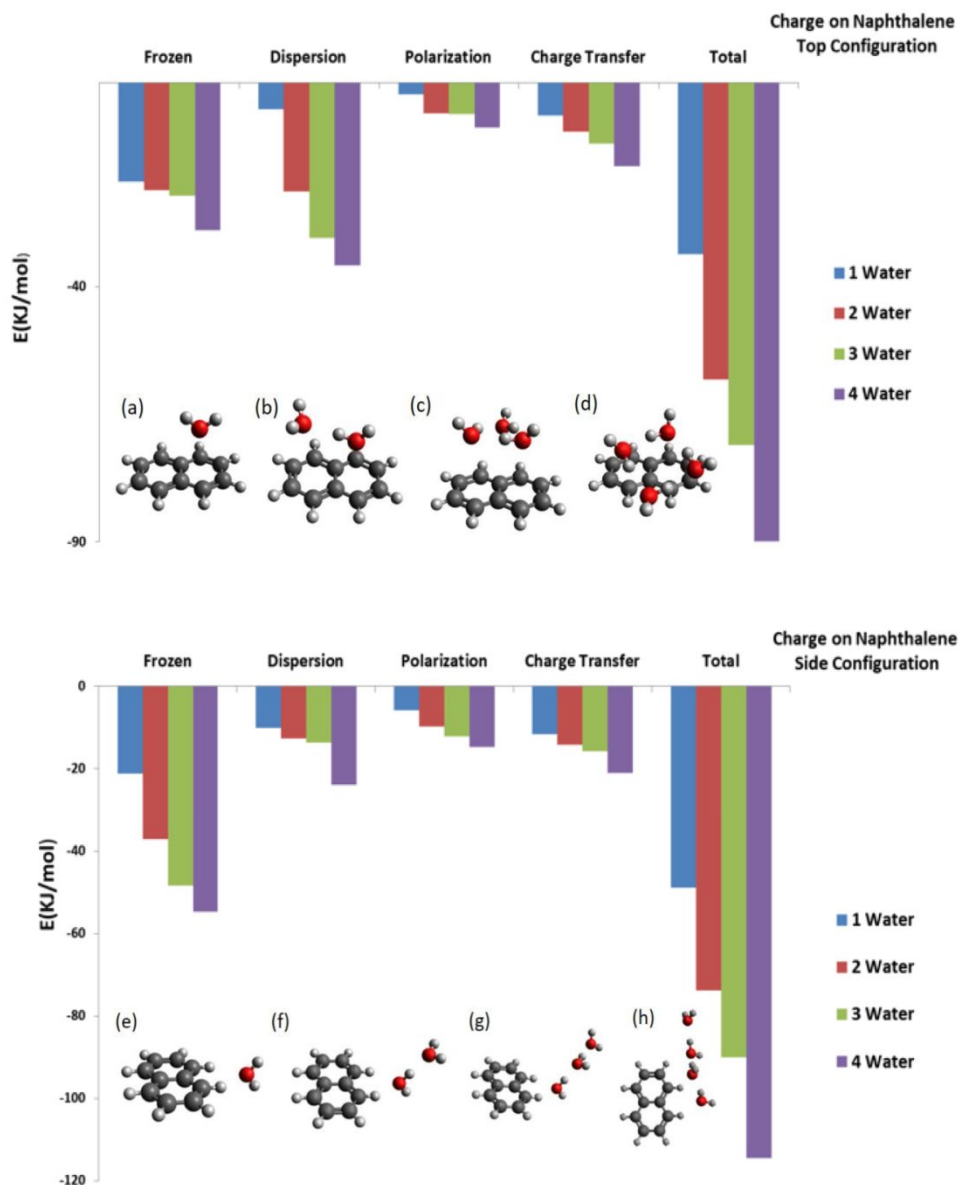 Charge on Naphthalene
Top Configuration
Frozen Dispersion Polarization Charge Transfer Total
E(KJ/mol)
-40
-90
1 Water
2 Water
3 Water
4 Water
(a) (b) (c) (d)
Charge on Naphthalene
Side Configuration
Frozen Dispersion Polarization Charge Transfer Total
E(KJ/mol)
0
-20
-40
-60
-80
-100
-120
1 Water
2 Water
3 Water
4 Water
(e) (f) (g) (h)